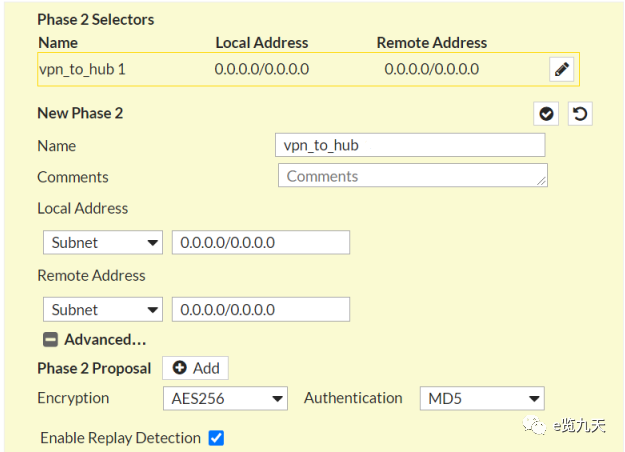 Phase 2 Selectors
Name Local Address Remote Address
vpn_to_hub 1 0.0.0.0/0.0.0.0 0.0.0.0/0.0.0.0
New Phase 2
Name vpn_to_hub
Comments Comments
Local Address
Subnet 0.0.0.0/0.0.0.0
Remote Address
Subnet 0.0.0.0/0.0.0.0
Advanced...
Phase 2 Proposal Add
Encryption AES256 Authentication MD5
Enable Replay Detection
e览九天